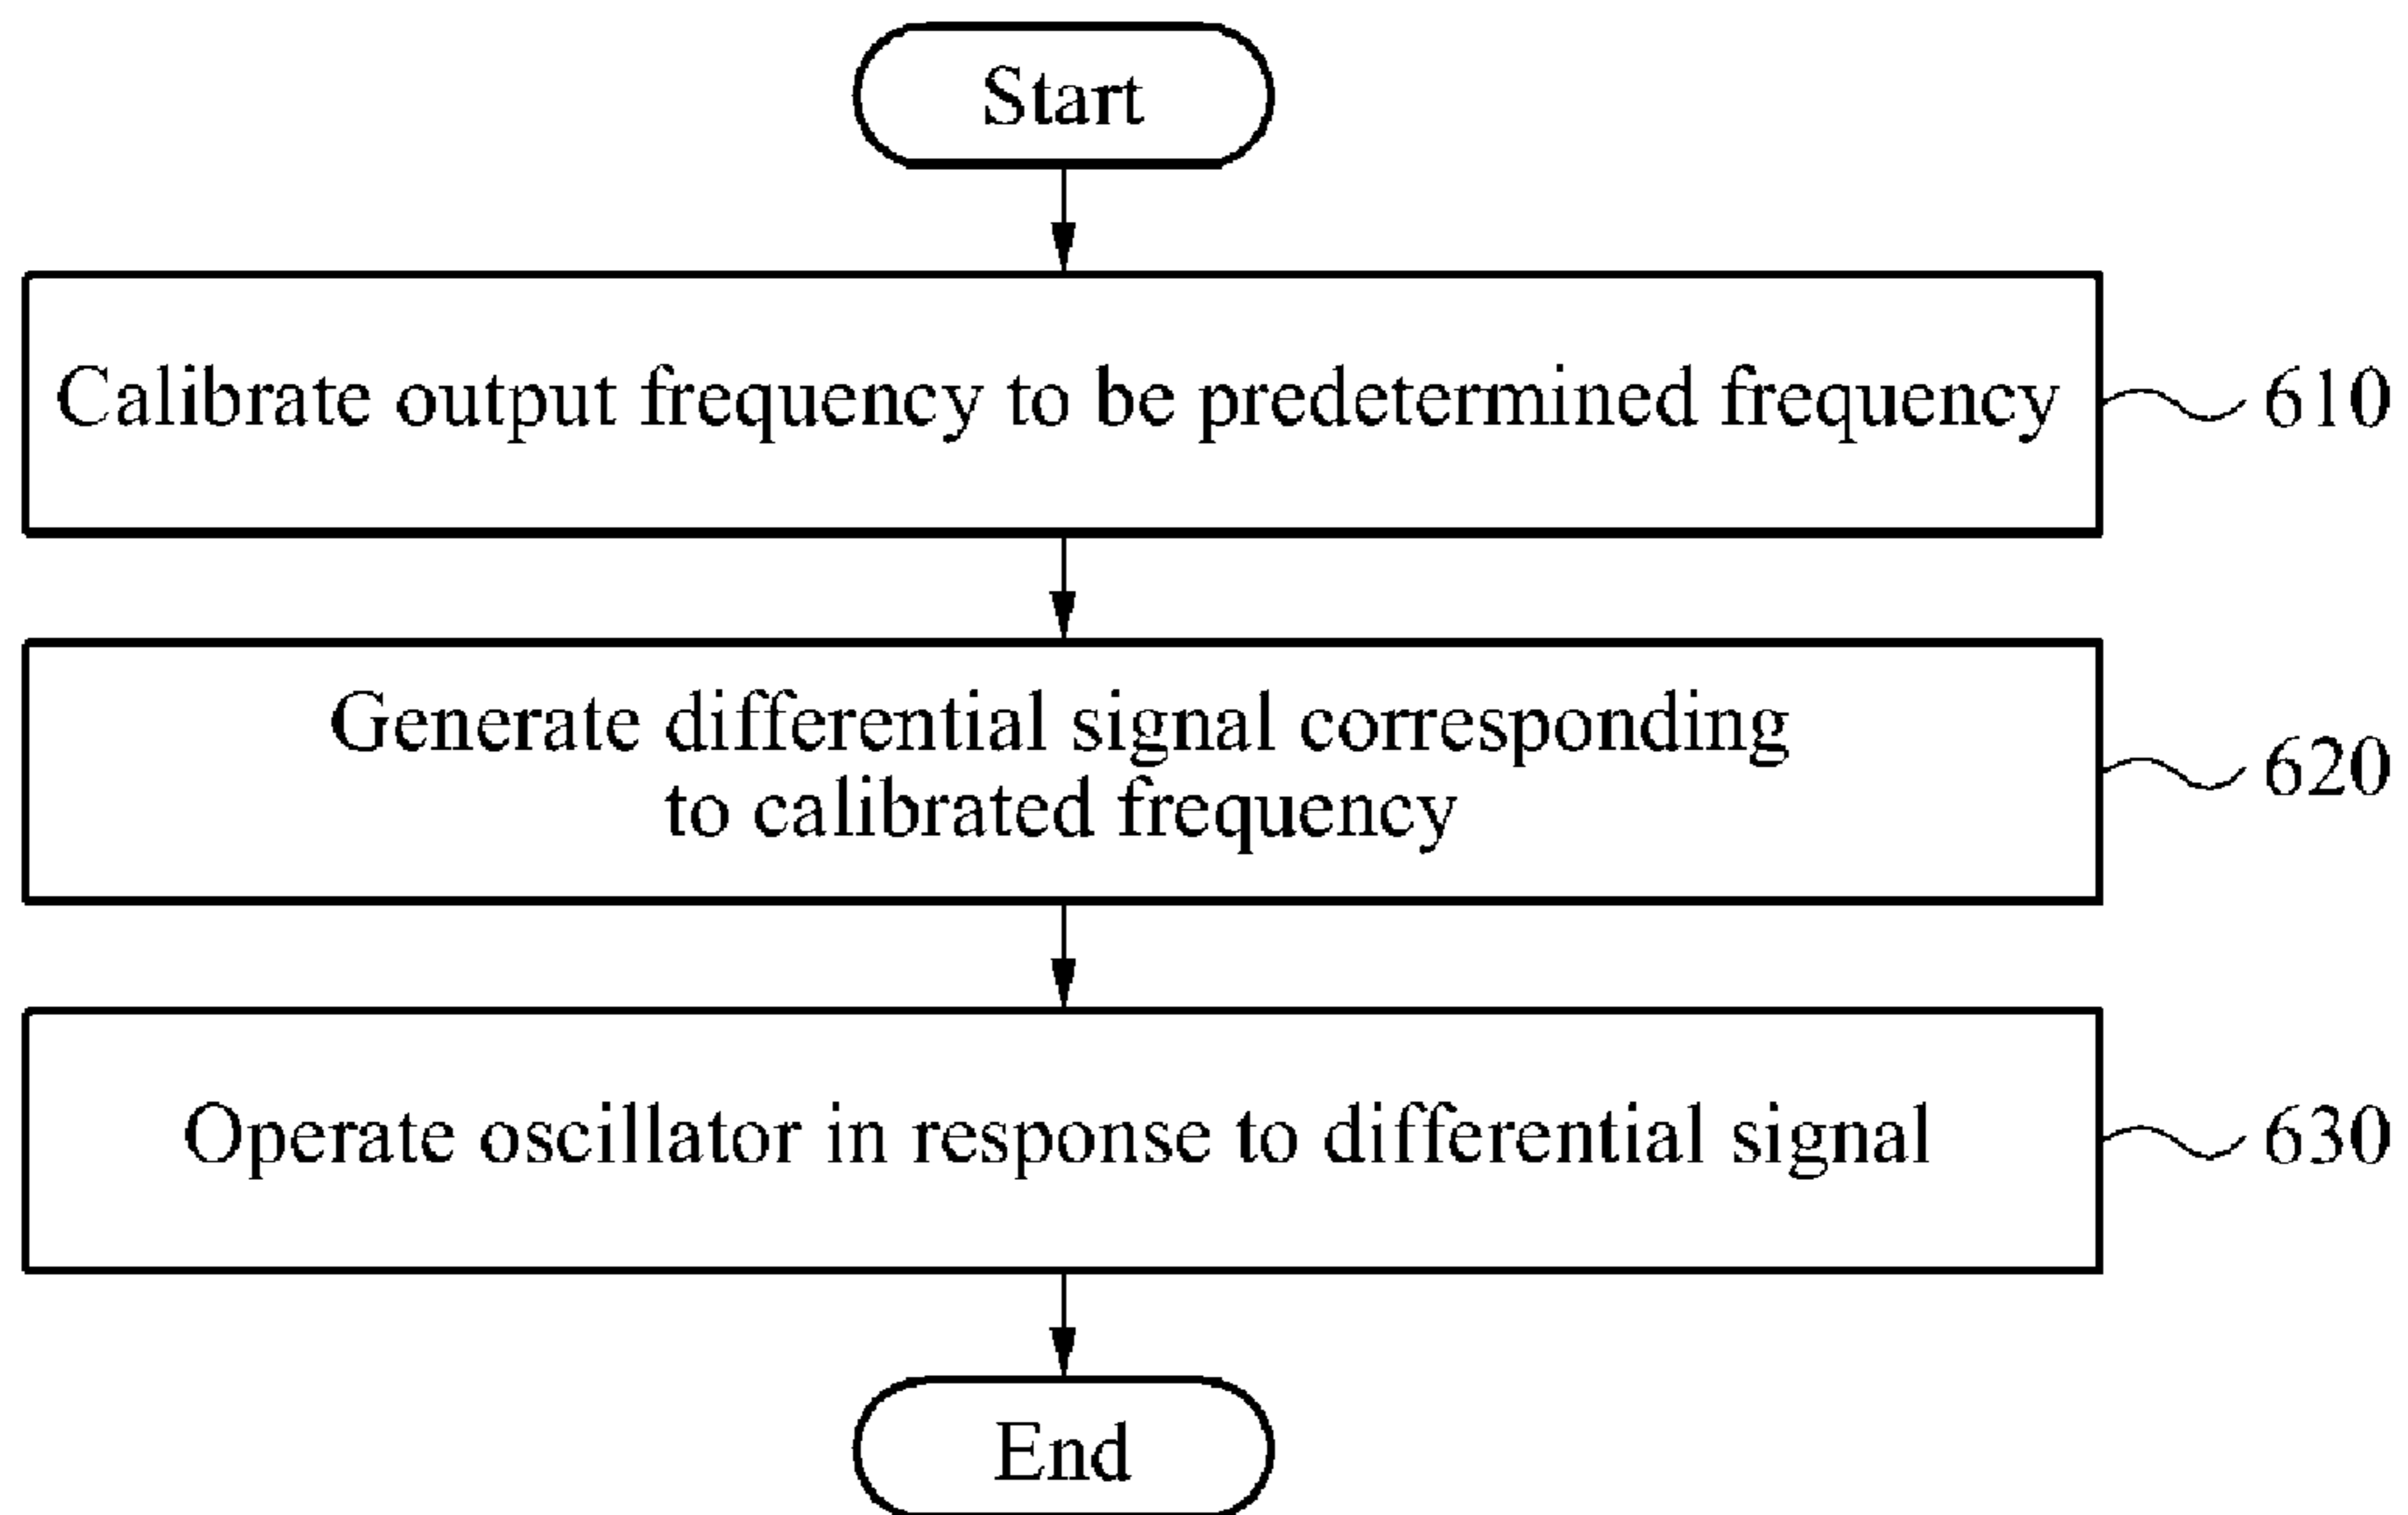 Start
Calibrate output frequency to be predetermined frequency
610
Generate differential signal corresponding
to calibrated frequency
620
Operate oscillator in response to differential signal
630
End